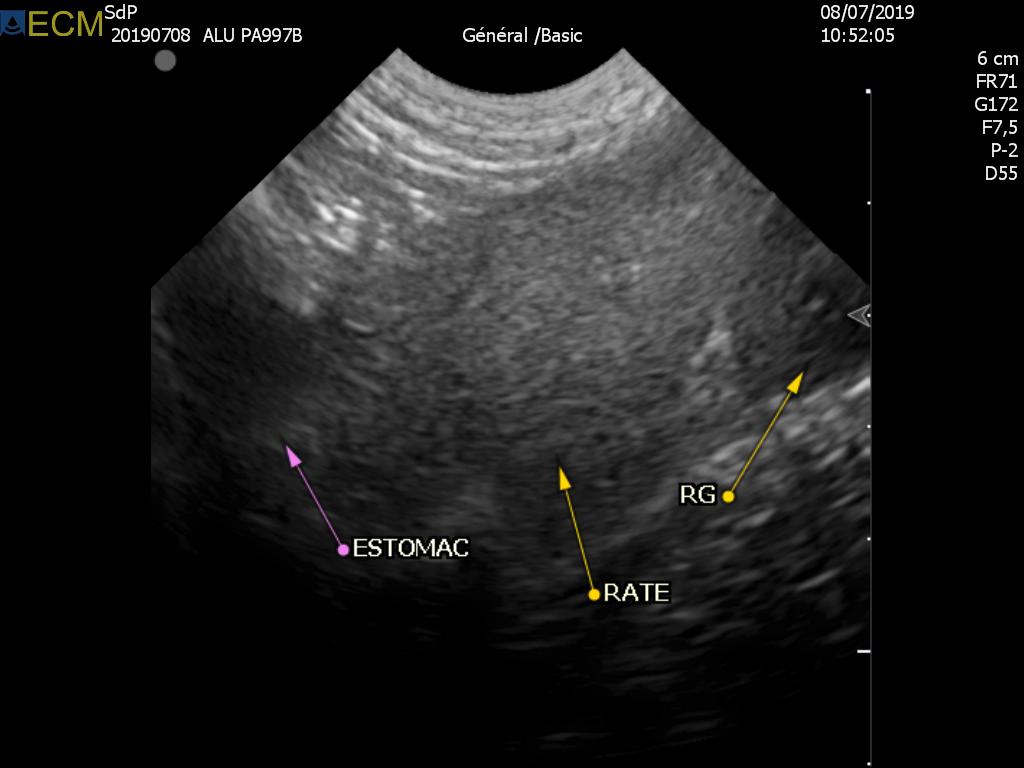 ECM SdP
20190708 ALU PA997B
Général /Basic
08/07/2019
10:52:05
6 cm
FR71
G172
F7,5
P-2
D55
RG
ESTOMAC
RATE